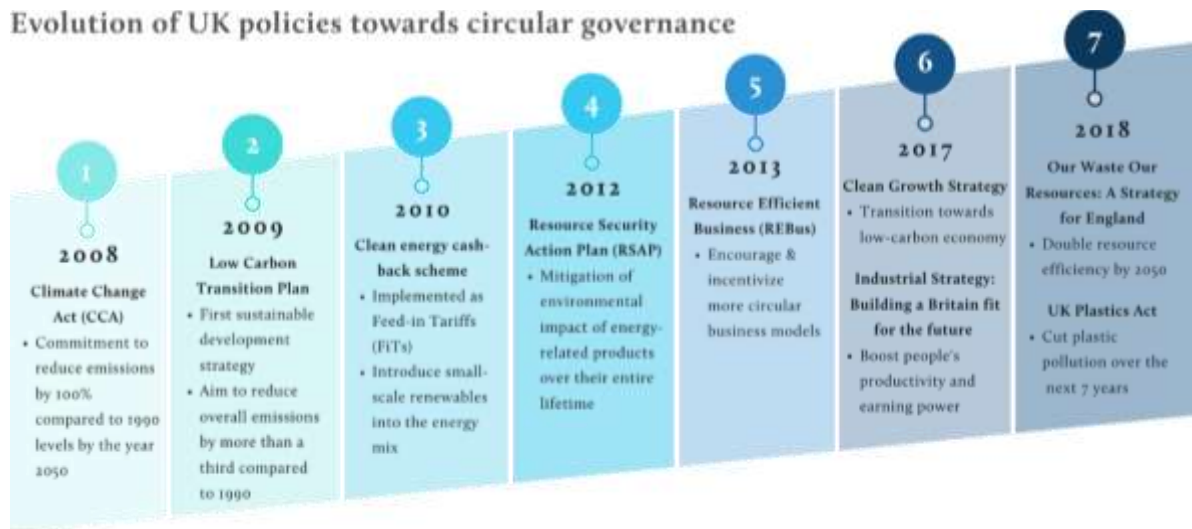 Evolution of UK policies towards circular governance
1
2008
Climate Change
Act (CCA)
• Commitment to
reduce emissions
by 100%
compared to 1990
levels by the year
2050
2
2009
Low Carbon
Transition Plan
• First sustainable
development
strategy
• Aim to reduce
overall emissions
by more than a
third compared
to 1990
3
2010
Clean energy cash-
back scheme
• Implemented as
Feed-in Tariffs
(FiTs)
• Introduce small-
scale renewables
into the energy
mix
4
2012
Resource Security
Action Plan (RSAP)
• Mitigation of
environmental
impact of energy-
related products
over their entire
lifetime
5
2013
Resource Efficient
Business (REBus)
• Encourage &
incentivize
more circular
business models
6
2017
Clean Growth Strategy
• Transition towards
low-carbon economy
Industrial Strategy:
Building a Britain fit
for the future
• Boost people's
productivity and
earning power
7
2018
Our Waste Our
Resources: A Strategy
for England
• Double resource
efficiency by 2050
UK Plastics Act
• Cut plastic
pollution over the
next 7 years